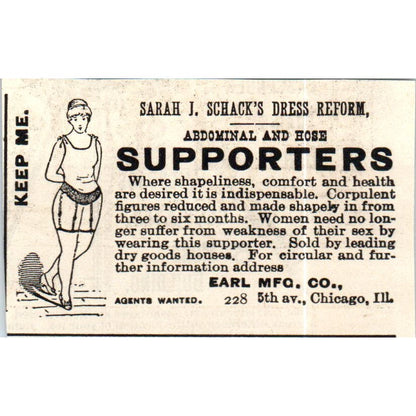 KEEP ME.
SARAH J. SCHACK'S DRESS REFORM,
ABDOMINAL AND HOSE
SUPPORTERS
Where shapeliness, comfort and health
are desired it is indispensable. Corpulent
figures reduced and made shapely in from
three to six months. Women need no lon-
ger suffer from weakness of their sex by
wearing this supporter. Sold by leading
dry goods houses. For circular and fur-
ther information address
EARL MFG. CO.,
AGENTS WANTED. 228 5th av., Chicago, Ill.